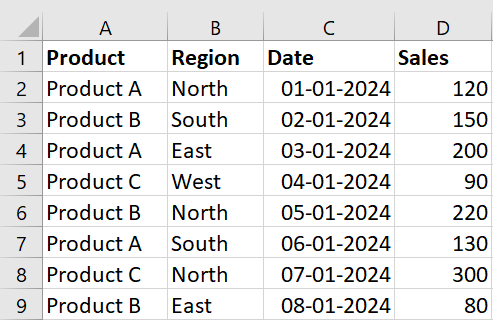 A B C D
1 Product Region Date Sales
2 Product A North 01-01-2024 120
3 Product B South 02-01-2024 150
4 Product A East 03-01-2024 200
5 Product C West 04-01-2024 90
6 Product B North 05-01-2024 220
7 Product A South 06-01-2024 130
8 Product C North 07-01-2024 300
9 Product B East 08-01-2024 80